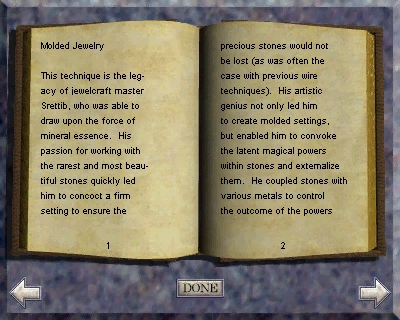 Molded Jewelry
This technique is the leg-
acy of jewelcraft master
Srettib, who was able to
draw upon the force of
mineral essence.  His
passion for working with
the rarest and most beau-
tiful stones quickly led
him to concoct a firm
setting to ensure the
1
precious stones would not
be lost (as was often the
case with previous wire
techniques).  His artistic
genius not only led him
to create molded settings,
but enabled him to convoke
the latent magical powers
within stones and externalize
them.  He coupled stones with
various metals to control
the outcome of the powers
2
DONE